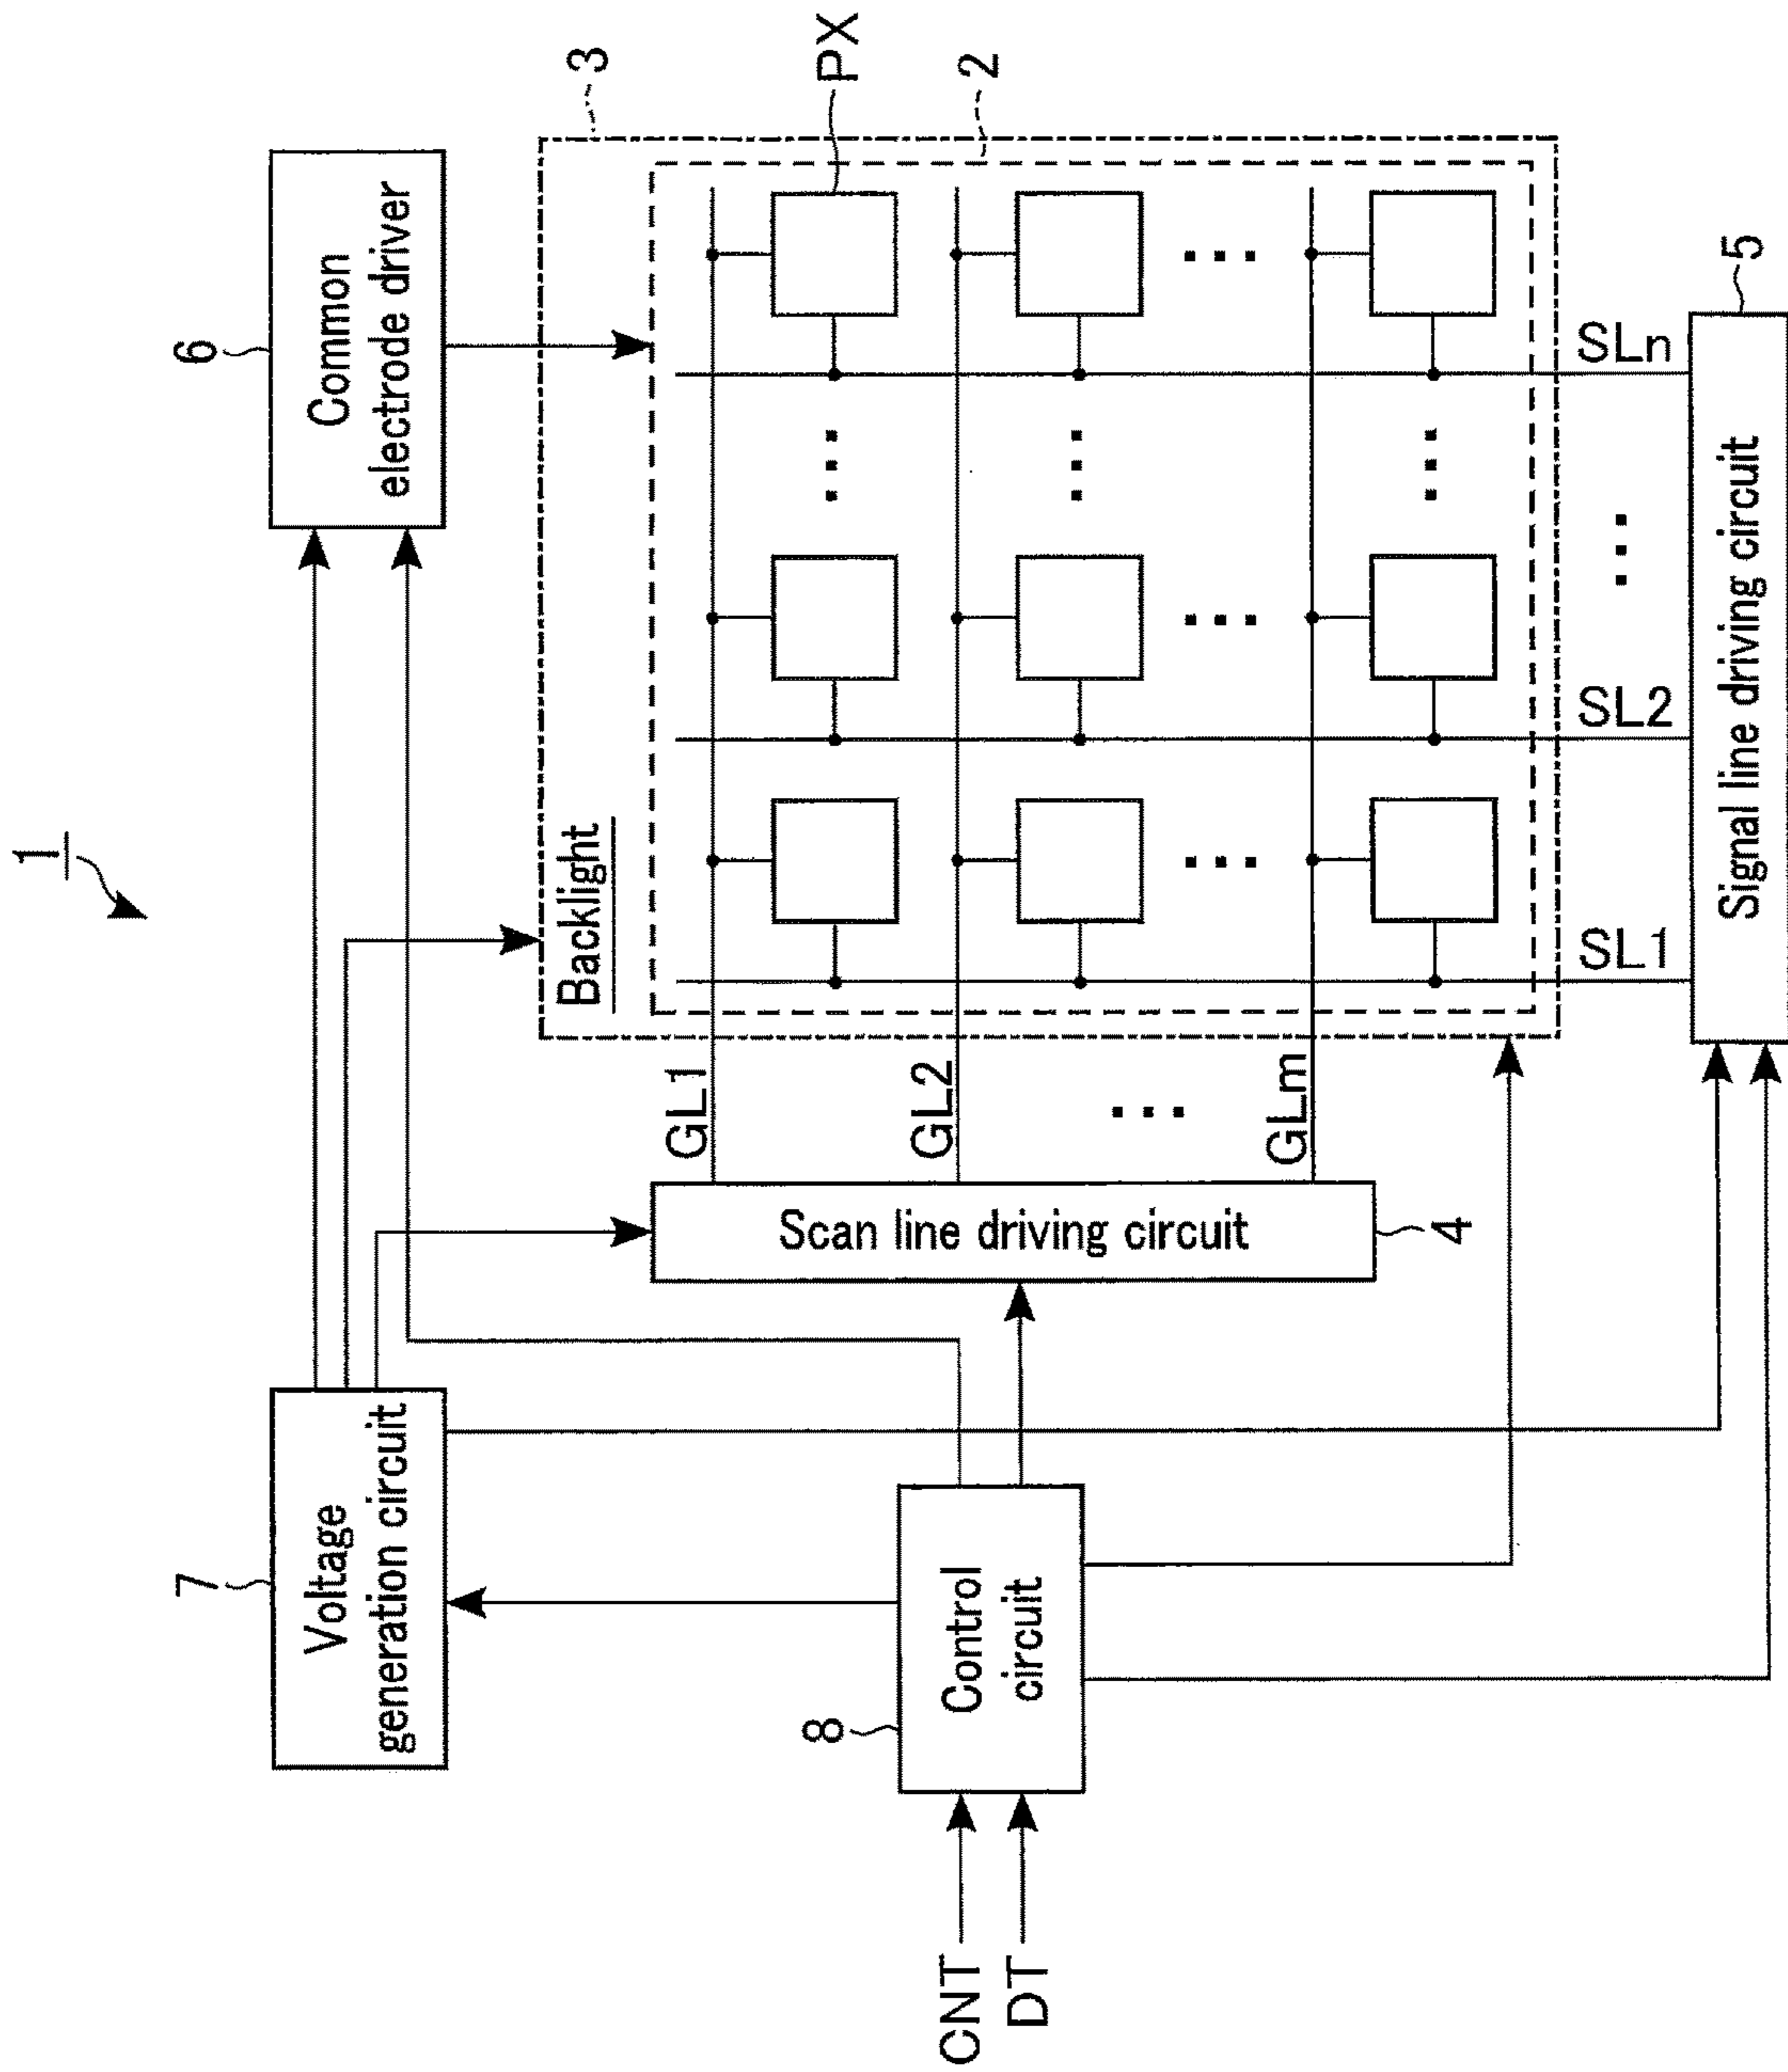 1
7
Voltage
generation circuit
6
Common
electrode driver
3
Backlight
PX
2
GL1
GL2
GLm
...
...
...
...
...
...
...
...
Scan line driving circuit
4
8
Control
circuit
CNT
DT
SL1
SL2
...
SLn
5
Signal line driving circuit